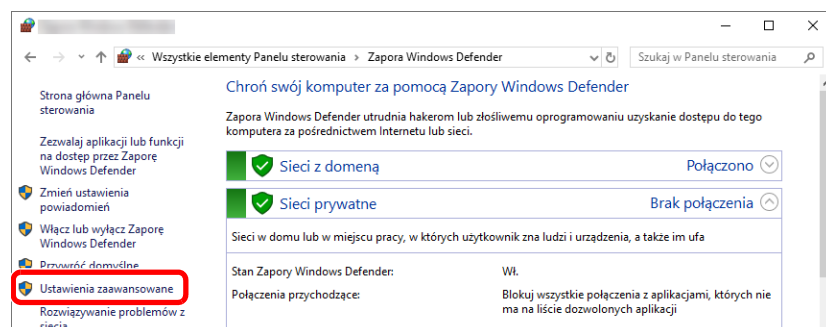 « Wszystkie elementy Panelu sterowania › Zapora Windows Defender
Szukaj w Panelu sterowania
Strona główna Panelu
sterowania
Zezwalaj aplikacji lub funkcji
na dostęp przez Zaporę
Windows Defender
Zmień ustawienia
powiadomień
Włącz lub wyłącz Zaporę
Windows Defender
Przywróć domyślne
Ustawienia zaawansowane
Rozwiązywanie problemów z
siecią
Chroń swój komputer za pomocą Zapory Windows Defender
Zapora Windows Defender utrudnia hakerom lub złośliwemu oprogramowaniu uzyskanie dostępu do tego
komputera za pośrednictwem Internetu lub sieci.
Sieci z domeną Połączono
Sieci prywatne Brak połączenia
Sieci w domu lub w miejscu pracy, w których użytkownik zna ludzi i urządzenia, a także im ufa
Stan Zapory Windows Defender: Wł.
Połączenia przychodzące: Blokuj wszystkie połączenia z aplikacjami, których nie
ma na liście dozwolonych aplikacji